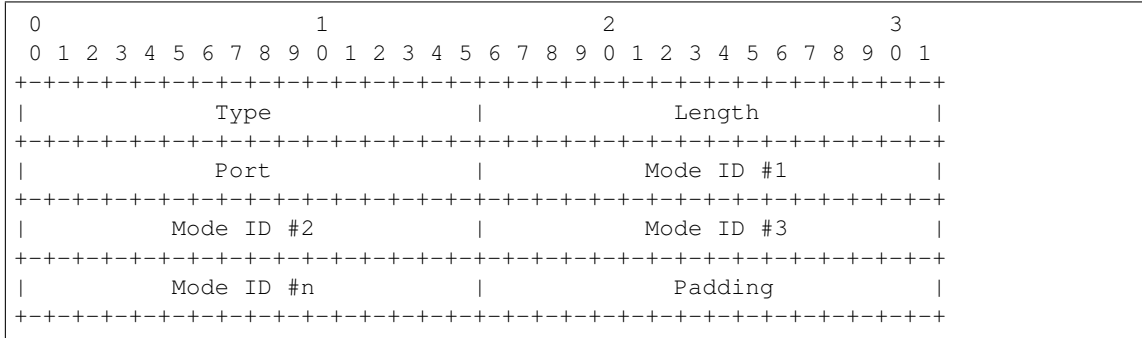 0                   1                   2                   3
 0 1 2 3 4 5 6 7 8 9 0 1 2 3 4 5 6 7 8 9 0 1 2 3 4 5 6 7 8 9 0 1
+-+-+-+-+-+-+-+-+-+-+-+-+-+-+-+-+-+-+-+-+-+-+-+-+-+-+-+-+-+-+-+-+
|             Type              |             Length            |
+-+-+-+-+-+-+-+-+-+-+-+-+-+-+-+-+-+-+-+-+-+-+-+-+-+-+-+-+-+-+-+-+
|             Port              |           Mode ID #1          |
+-+-+-+-+-+-+-+-+-+-+-+-+-+-+-+-+-+-+-+-+-+-+-+-+-+-+-+-+-+-+-+-+
|          Mode ID #2           |           Mode ID #3          |
+-+-+-+-+-+-+-+-+-+-+-+-+-+-+-+-+-+-+-+-+-+-+-+-+-+-+-+-+-+-+-+-+
|          Mode ID #n           |             Padding           |
+-+-+-+-+-+-+-+-+-+-+-+-+-+-+-+-+-+-+-+-+-+-+-+-+-+-+-+-+-+-+-+-+